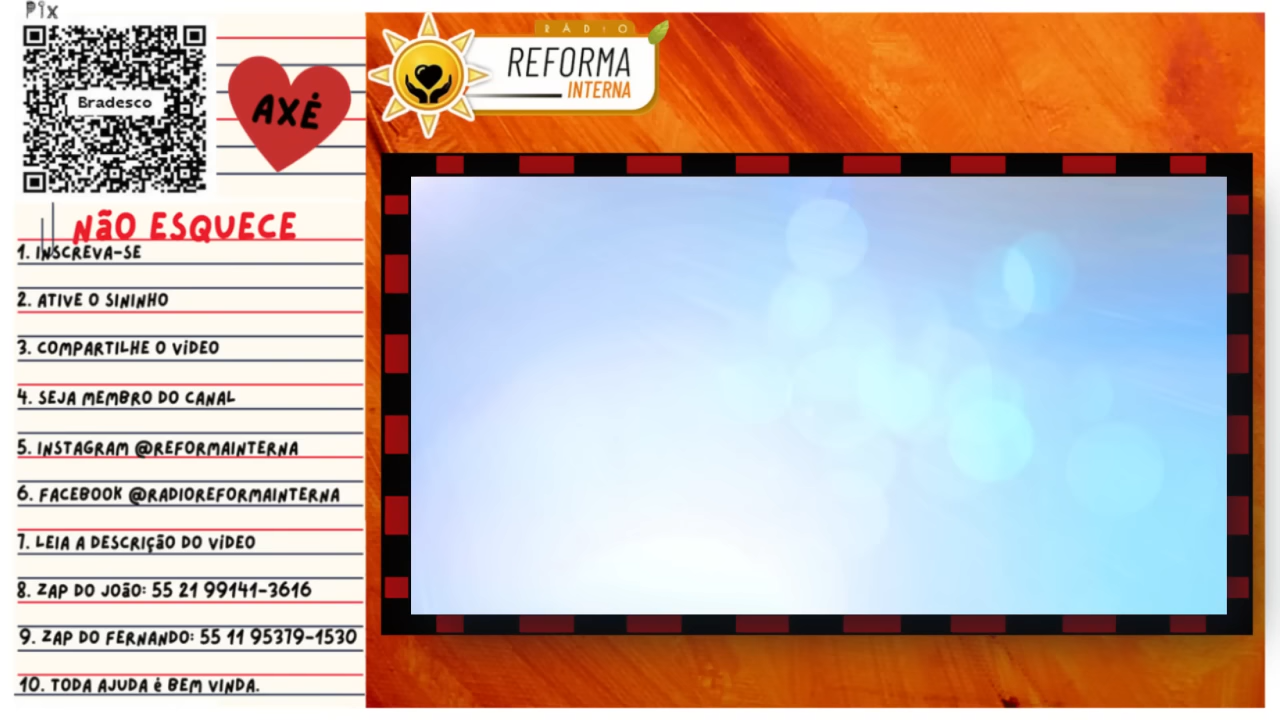 Pix
Bradesco
AXÉ
RÁDIO
REFORMA
INTERNA
NÃO ESQUECE
1. INSCREVA-SE
2. ATIVE O SININHO
3. COMPARTILHE O VÍDEO
4. SEJA MEMBRO DO CANAL
5. INSTAGRAM @REFORMAINTERNA
6. FACEBOOK @RADIOREFORMAINTERNA
7. LEIA A DESCRIÇÃO DO VÍDEO
8. ZAP DO JOÃO: 55 21 99141-3616
9. ZAP DO FERNANDO: 55 11 95379-1530
10. TODA AJUDA É BEM VINDA.